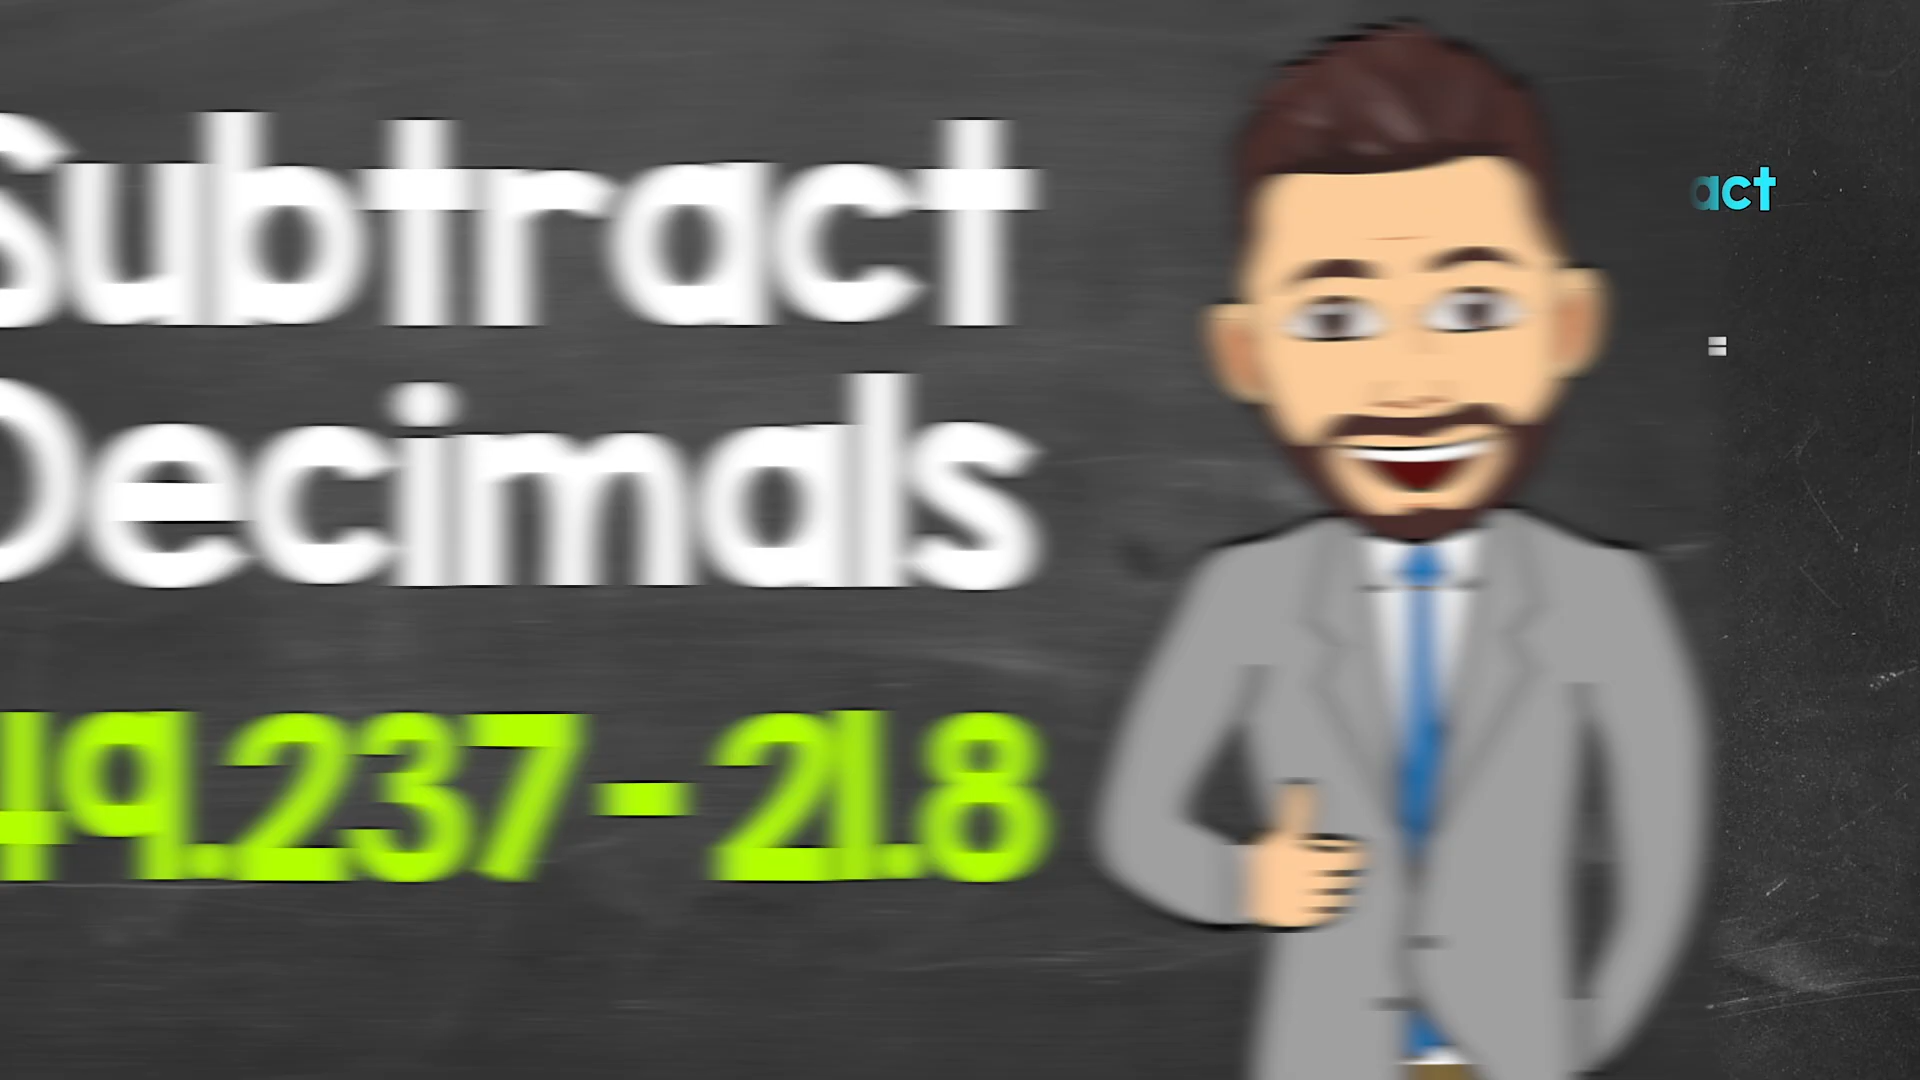 Subtract
Decimals
49.237 - 21.8
act
=